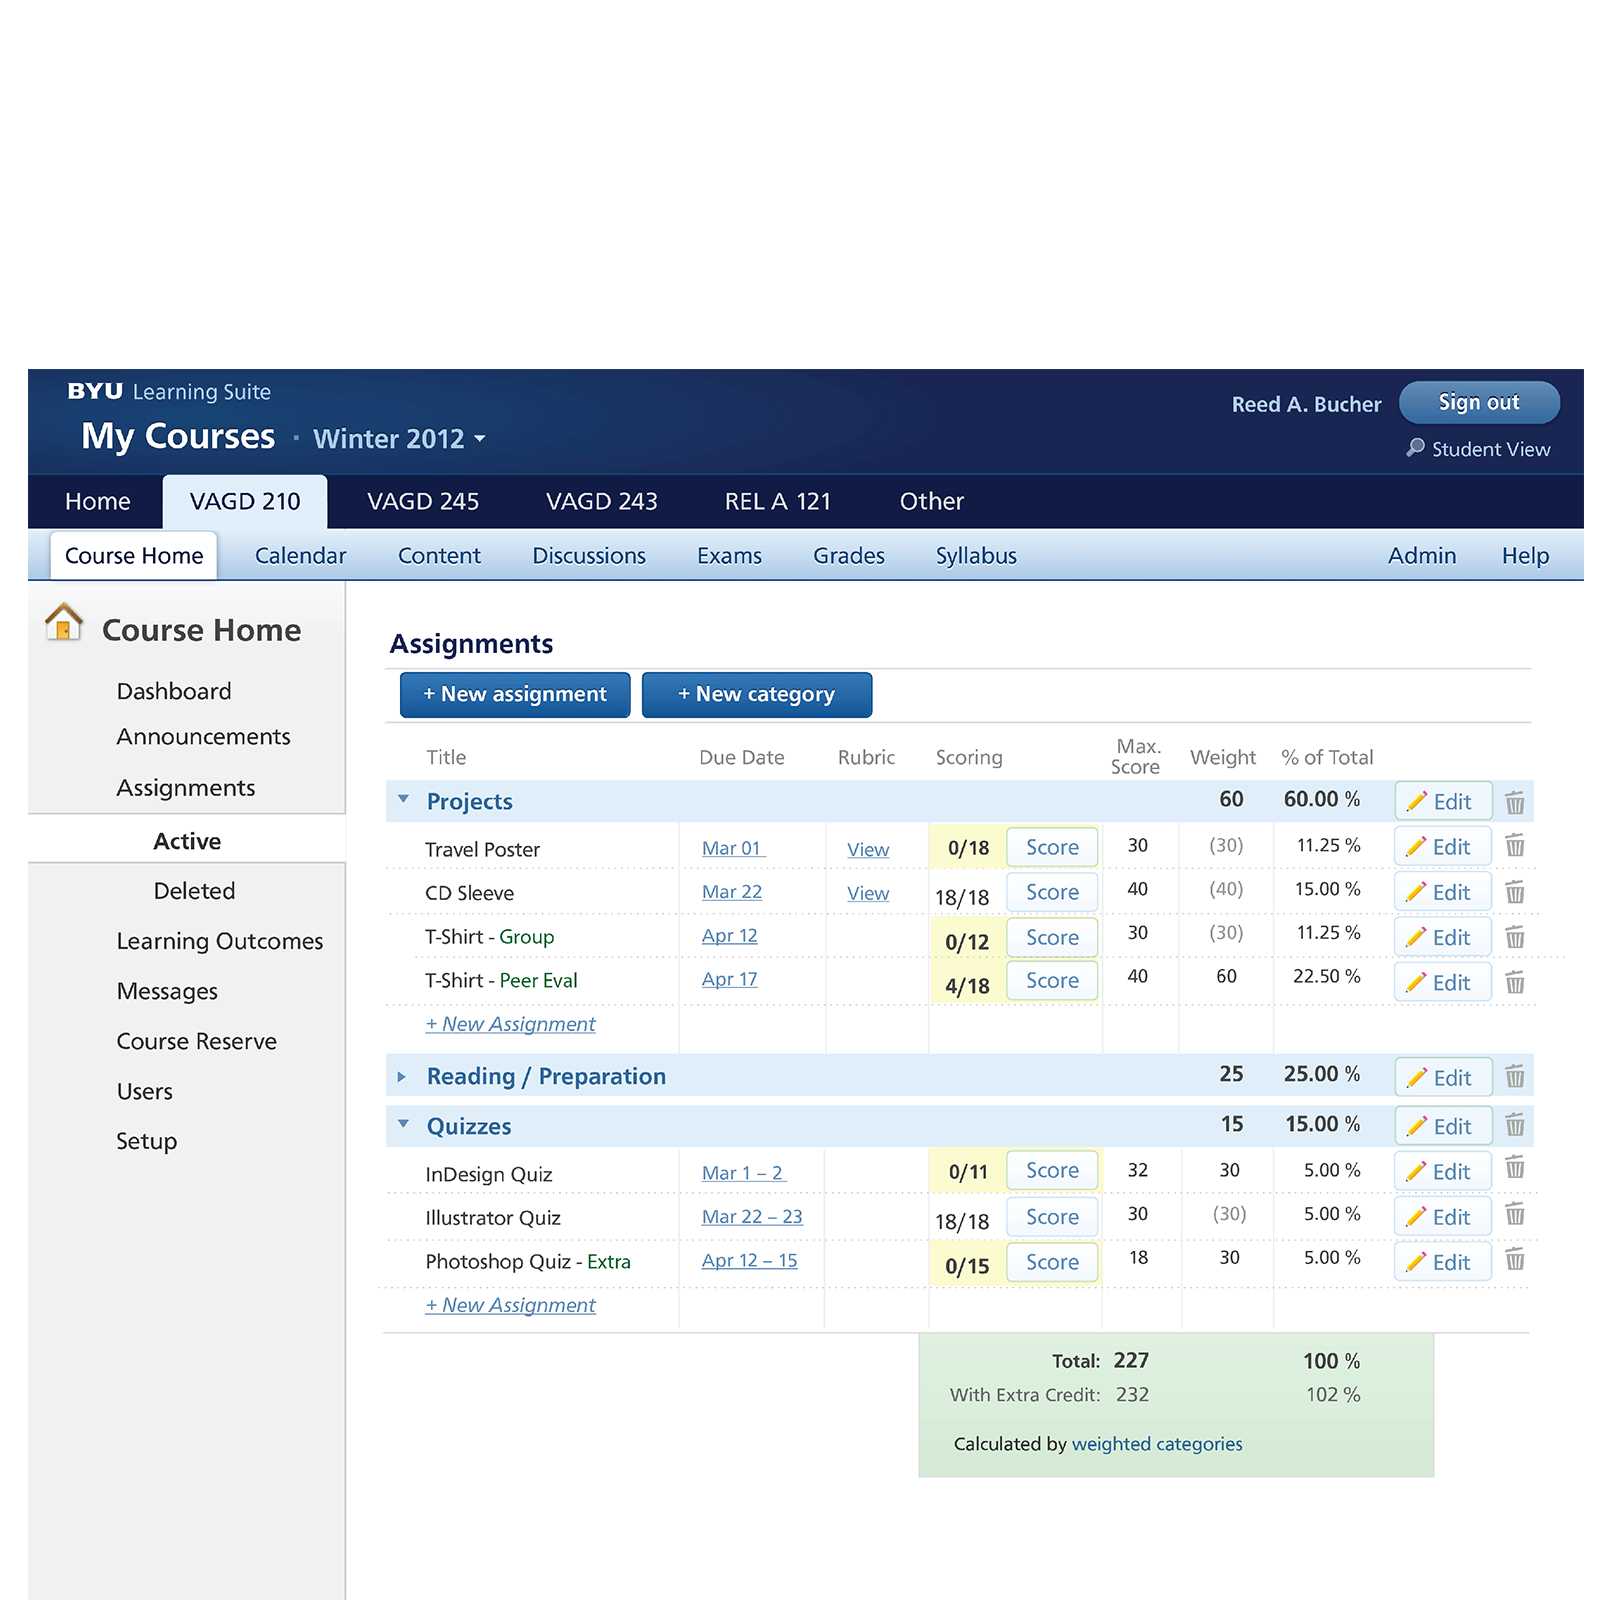 BYU Learning Suite
Reed A. Bucher Sign out
My Courses · Winter 2012
Student View
Home VAGD 210 VAGD 245 VAGD 243 REL A 121 Other
Course Home Calendar Content Discussions Exams Grades Syllabus Admin Help
Course Home
Dashboard
Announcements
Assignments
Active
Deleted
Learning Outcomes
Messages
Course Reserve
Users
Setup
Assignments
+ New assignment + New category
Title Due Date Rubric Scoring Max. Score Weight % of Total
Projects 60 60.00 % Edit
Travel Poster Mar 01 View 0/18 Score 30 (30) 11.25 % Edit
CD Sleeve Mar 22 View 18/18 Score 40 (40) 15.00 % Edit
T-Shirt - Group Apr 12 0/12 Score 30 (30) 11.25 % Edit
T-Shirt - Peer Eval Apr 17 4/18 Score 40 60 22.50 % Edit
+ New Assignment
Reading / Preparation 25 25.00 % Edit
Quizzes 15 15.00 % Edit
InDesign Quiz Mar 1 – 2 0/11 Score 32 30 5.00 % Edit
Illustrator Quiz Mar 22 – 23 18/18 Score 30 (30) 5.00 % Edit
Photoshop Quiz - Extra Apr 12 – 15 0/15 Score 18 30 5.00 % Edit
+ New Assignment
Total: 227 100 %
With Extra Credit: 232 102 %
Calculated by weighted categories